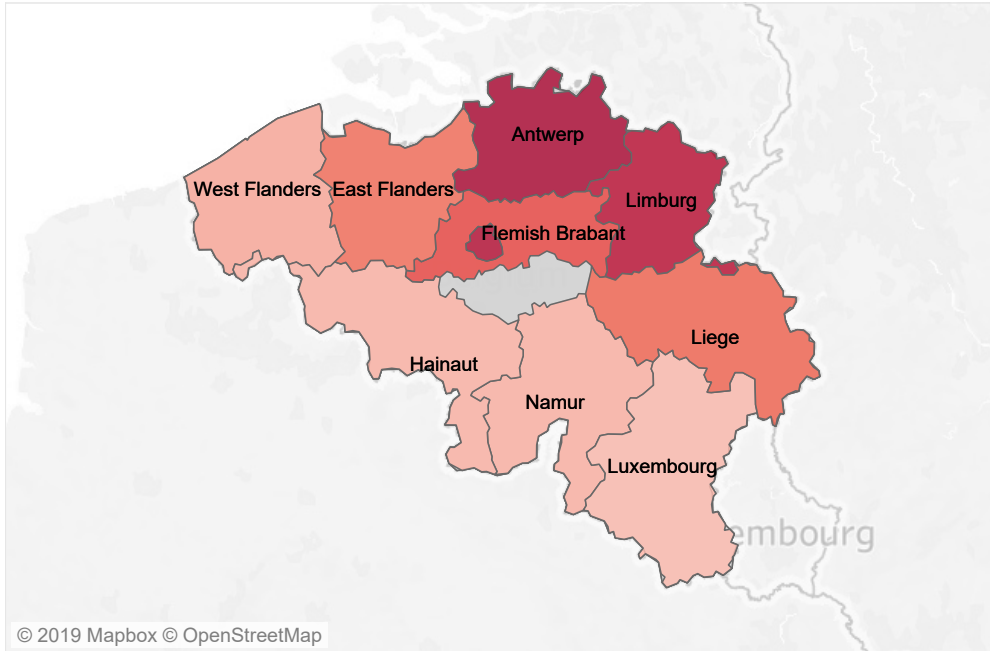 Antwerp
West Flanders
East Flanders
Limburg
Flemish Brabant
Liege
Hainaut
Namur
Luxembourg
embourg
© 2019 Mapbox © OpenStreetMap